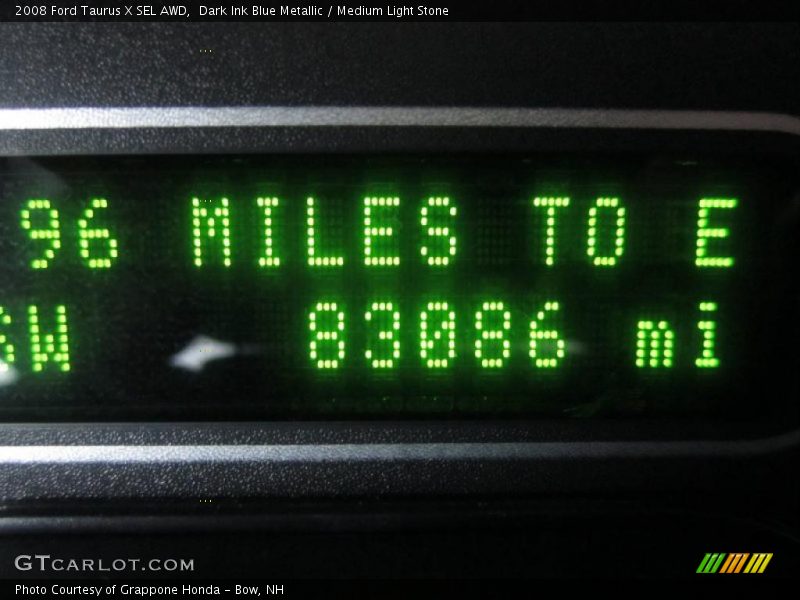 2008 Ford Taurus X SEL AWD, Dark Ink Blue Metallic / Medium Light Stone
96 MILES TO E
SW 83086 mi
GTCARLOT.COM
Photo Courtesy of Grappone Honda - Bow, NH